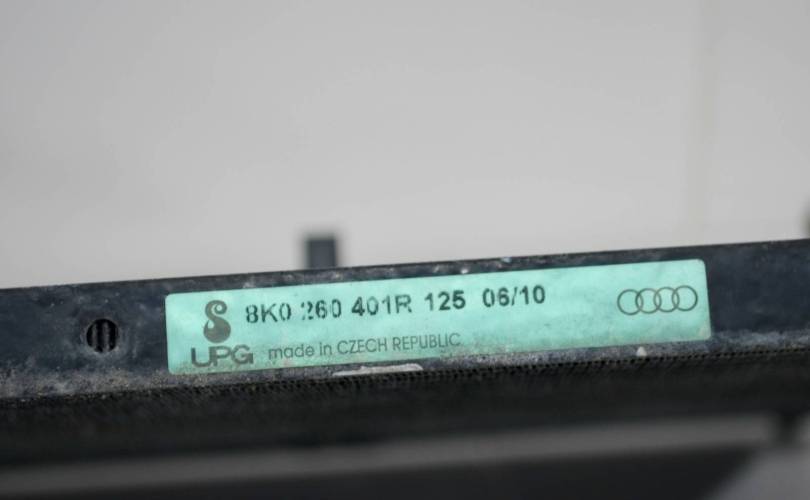 8K0 260 401R 125 06/10
UPG made in CZECH REPUBLIC